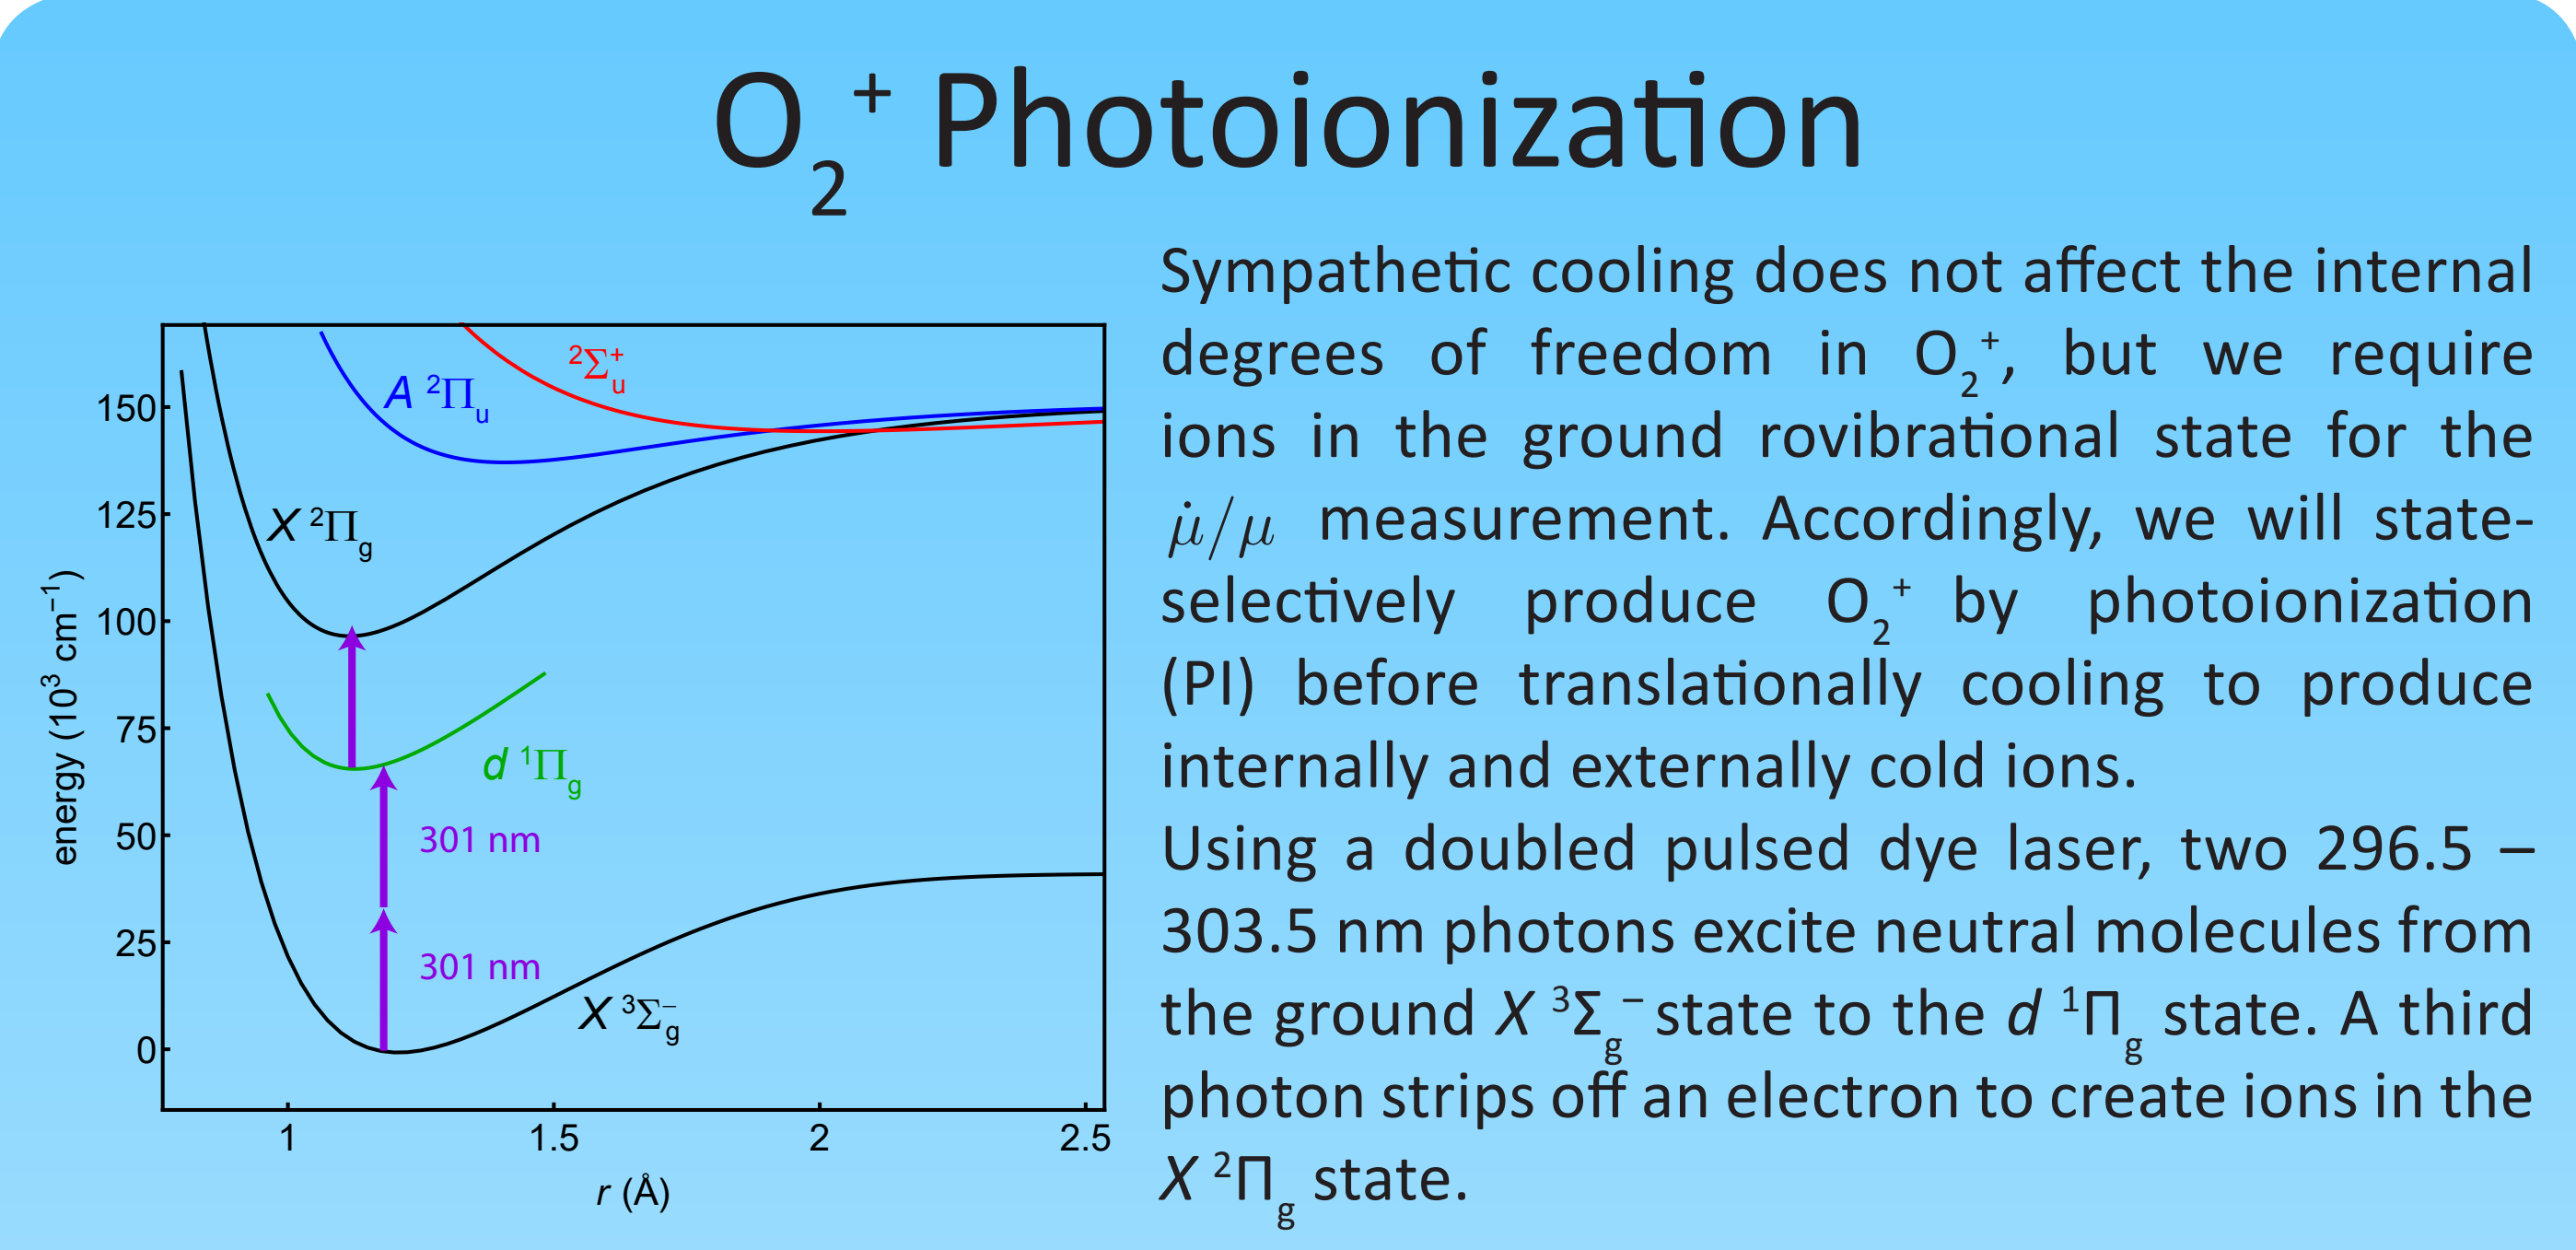 O₂⁺ Photoionization
150
125
100
75
50
25
0
energy (10³ cm⁻¹)
1
1.5
2
2.5
r (Å)
²Σᵤ⁺
A ²Πᵤ
X ²Πg
d ¹Πg
301 nm
301 nm
X ³Σg⁻
Sympathetic cooling does not affect the internal
degrees of freedom in O₂⁺, but we require
ions in the ground rovibrational state for the
μ̇/μ measurement. Accordingly, we will state-
selectively produce O₂⁺ by photoionization
(PI) before translationally cooling to produce
internally and externally cold ions.
Using a doubled pulsed dye laser, two 296.5 –
303.5 nm photons excite neutral molecules from
the ground X ³Σg⁻ state to the d ¹Πg state. A third
photon strips off an electron to create ions in the
X ²Πg state.